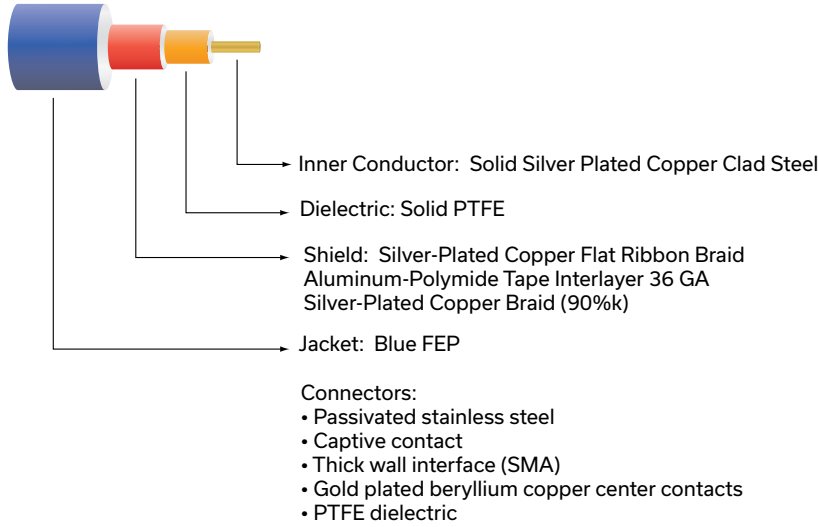 Inner Conductor: Solid Silver Plated Copper Clad Steel
Dielectric: Solid PTFE
Shield: Silver-Plated Copper Flat Ribbon Braid
Aluminum-Polymide Tape Interlayer 36 GA
Silver-Plated Copper Braid (90%k)
Jacket: Blue FEP
Connectors:
• Passivated stainless steel
• Captive contact
• Thick wall interface (SMA)
• Gold plated beryllium copper center contacts
• PTFE dielectric